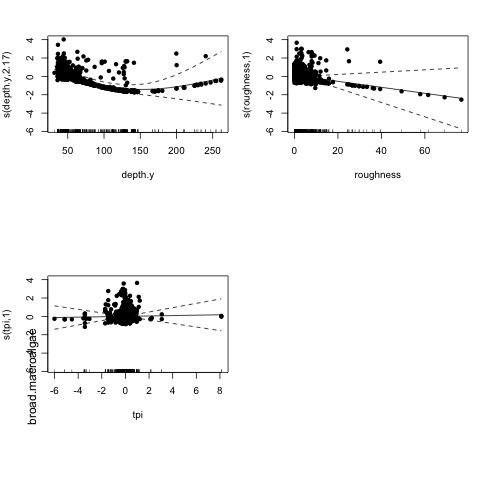 s(depth.y,2.17)
4
2
0
-2
-4
-6
50 100 150 200 250
depth.y
s(roughness,1)
4
2
0
-2
-4
-6
0 20 40 60
roughness
s(tpi,1)
4
2
0
-2
-4
-6
-6 -4 -2 0 2 4 6 8
tpi
broad.macroalgae